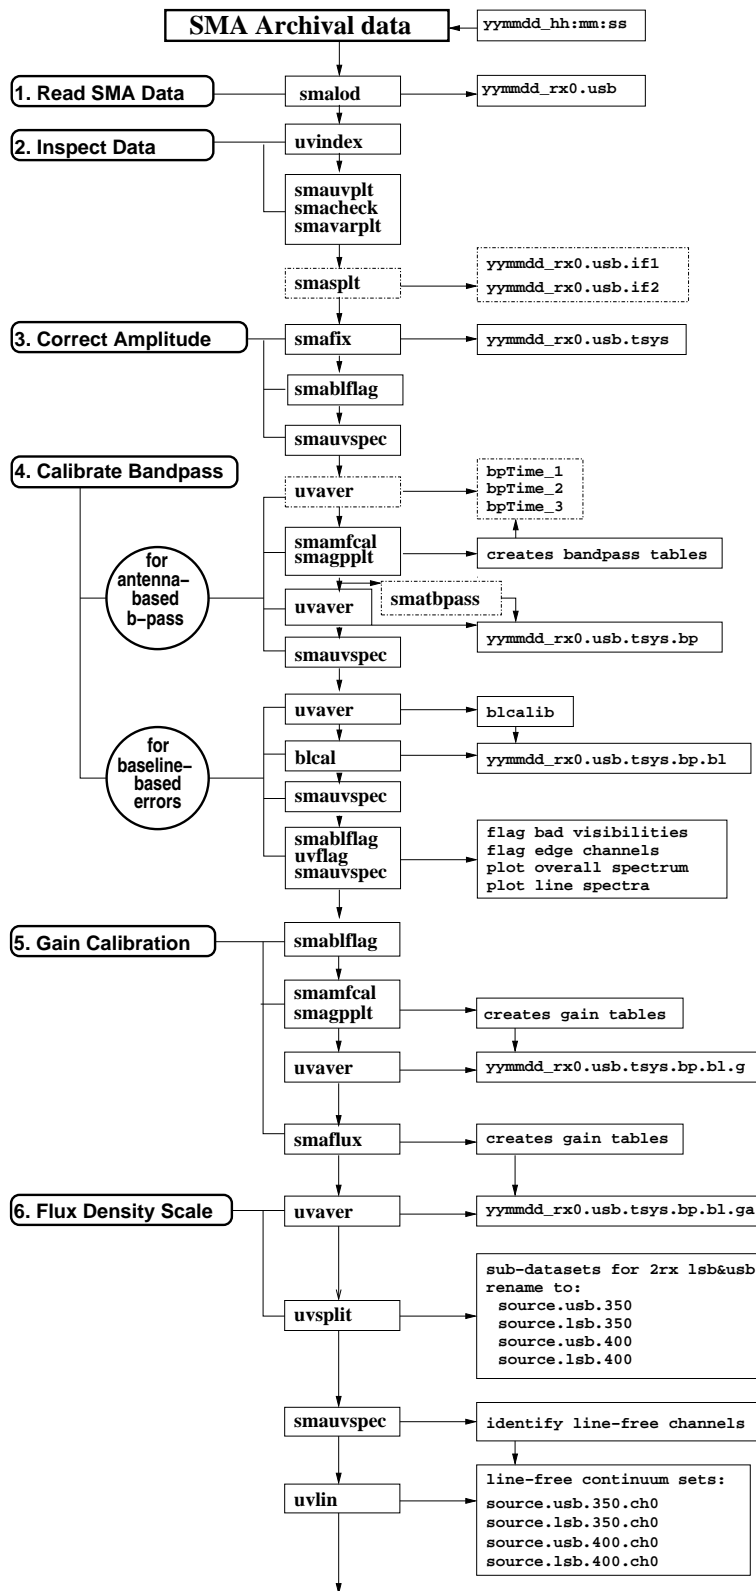 SMA Archival data
yymmdd_hh:mm:ss
1. Read SMA Data
smalod
yymmdd_rx0.usb
2. Inspect Data
uvindex
smauvplt
smacheck
smavarplt
smasplt
yymmdd_rx0.usb.if1
yymmdd_rx0.usb.if2
3. Correct Amplitude
smafix
yymmdd_rx0.usb.tsys
smablflag
smauvspec
4. Calibrate Bandpass
uvaver
bpTime_1
bpTime_2
bpTime_3
for
antenna-
based
b-pass
smamfcal
smagpplt
creates bandpass tables
smatbpass
uvaver
yymmdd_rx0.usb.tsys.bp
smauvspec
uvaver
blcalib
for
baseline-
based
errors
blcal
yymmdd_rx0.usb.tsys.bp.bl
smauvspec
smablflag
uvflag
smauvspec
flag bad visibilities
flag edge channels
plot overall spectrum
plot line spectra
5. Gain Calibration
smablflag
smamfcal
smagpplt
creates gain tables
uvaver
yymmdd_rx0.usb.tsys.bp.bl.g
smaflux
creates gain tables
6. Flux Density Scale
uvaver
yymmdd_rx0.usb.tsys.bp.bl.ga
uvsplit
sub-datasets for 2rx lsb&usb
rename to:
source.usb.350
source.lsb.350
source.usb.400
source.lsb.400
smauvspec
identify line-free channels
uvlin
line-free continuum sets:
source.usb.350.ch0
source.lsb.350.ch0
source.usb.400.ch0
source.lsb.400.ch0